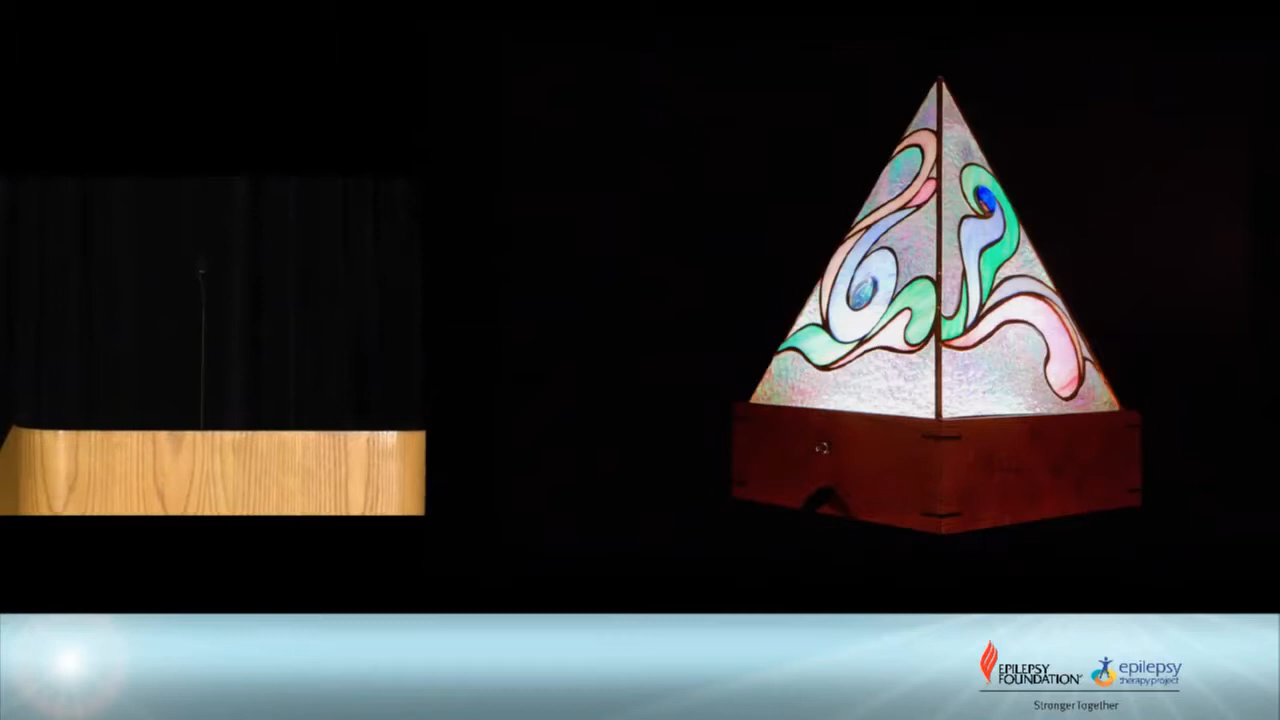 EPILEPSY
FOUNDATION®
epilepsy
therapy project
Stronger Together